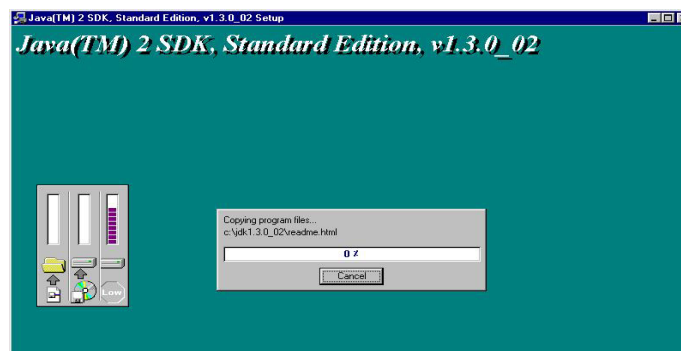 Java(TM) 2 SDK, Standard Edition, v1.3.0_02 Setup
Java(TM) 2 SDK, Standard Edition, v1.3.0_02
Copying program files...
c:\jdk1.3.0_02\readme.html
0 %
Cancel
Low